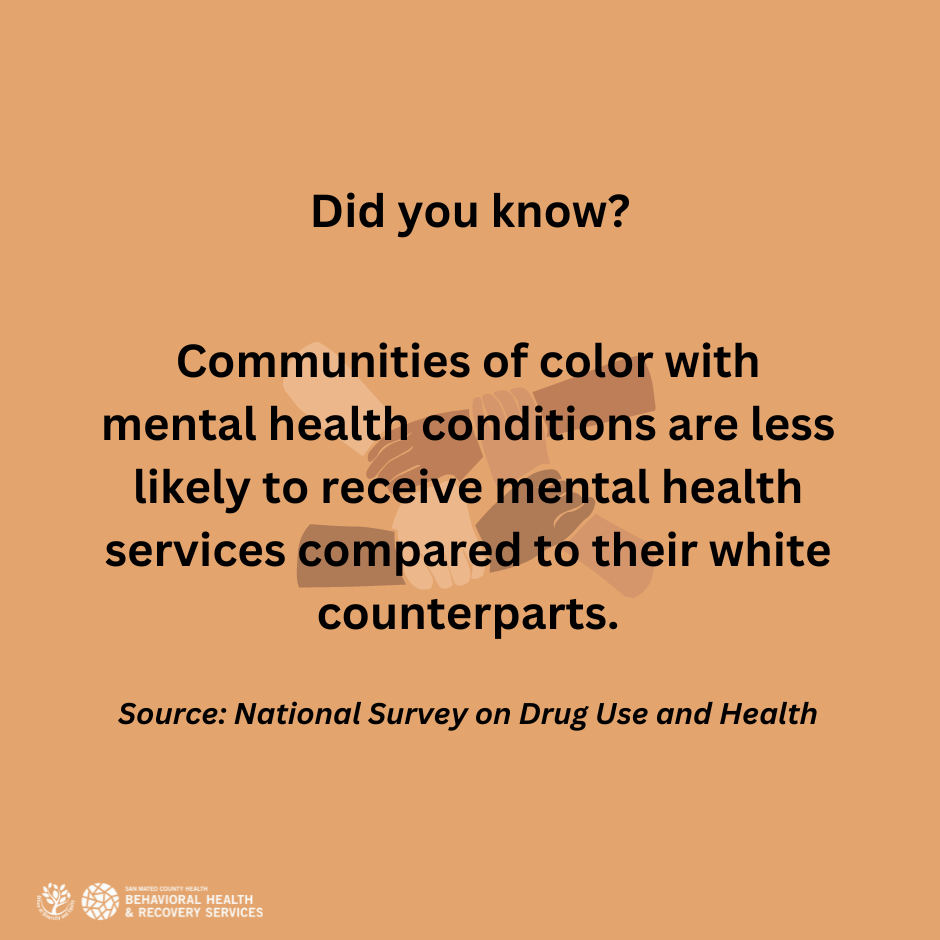 Did you know?
Communities of color with
mental health conditions are less
likely to receive mental health
services compared to their white
counterparts.
Source: National Survey on Drug Use and Health
SAN MATEO COUNTY HEALTH
BEHAVIORAL HEALTH
& RECOVERY SERVICES